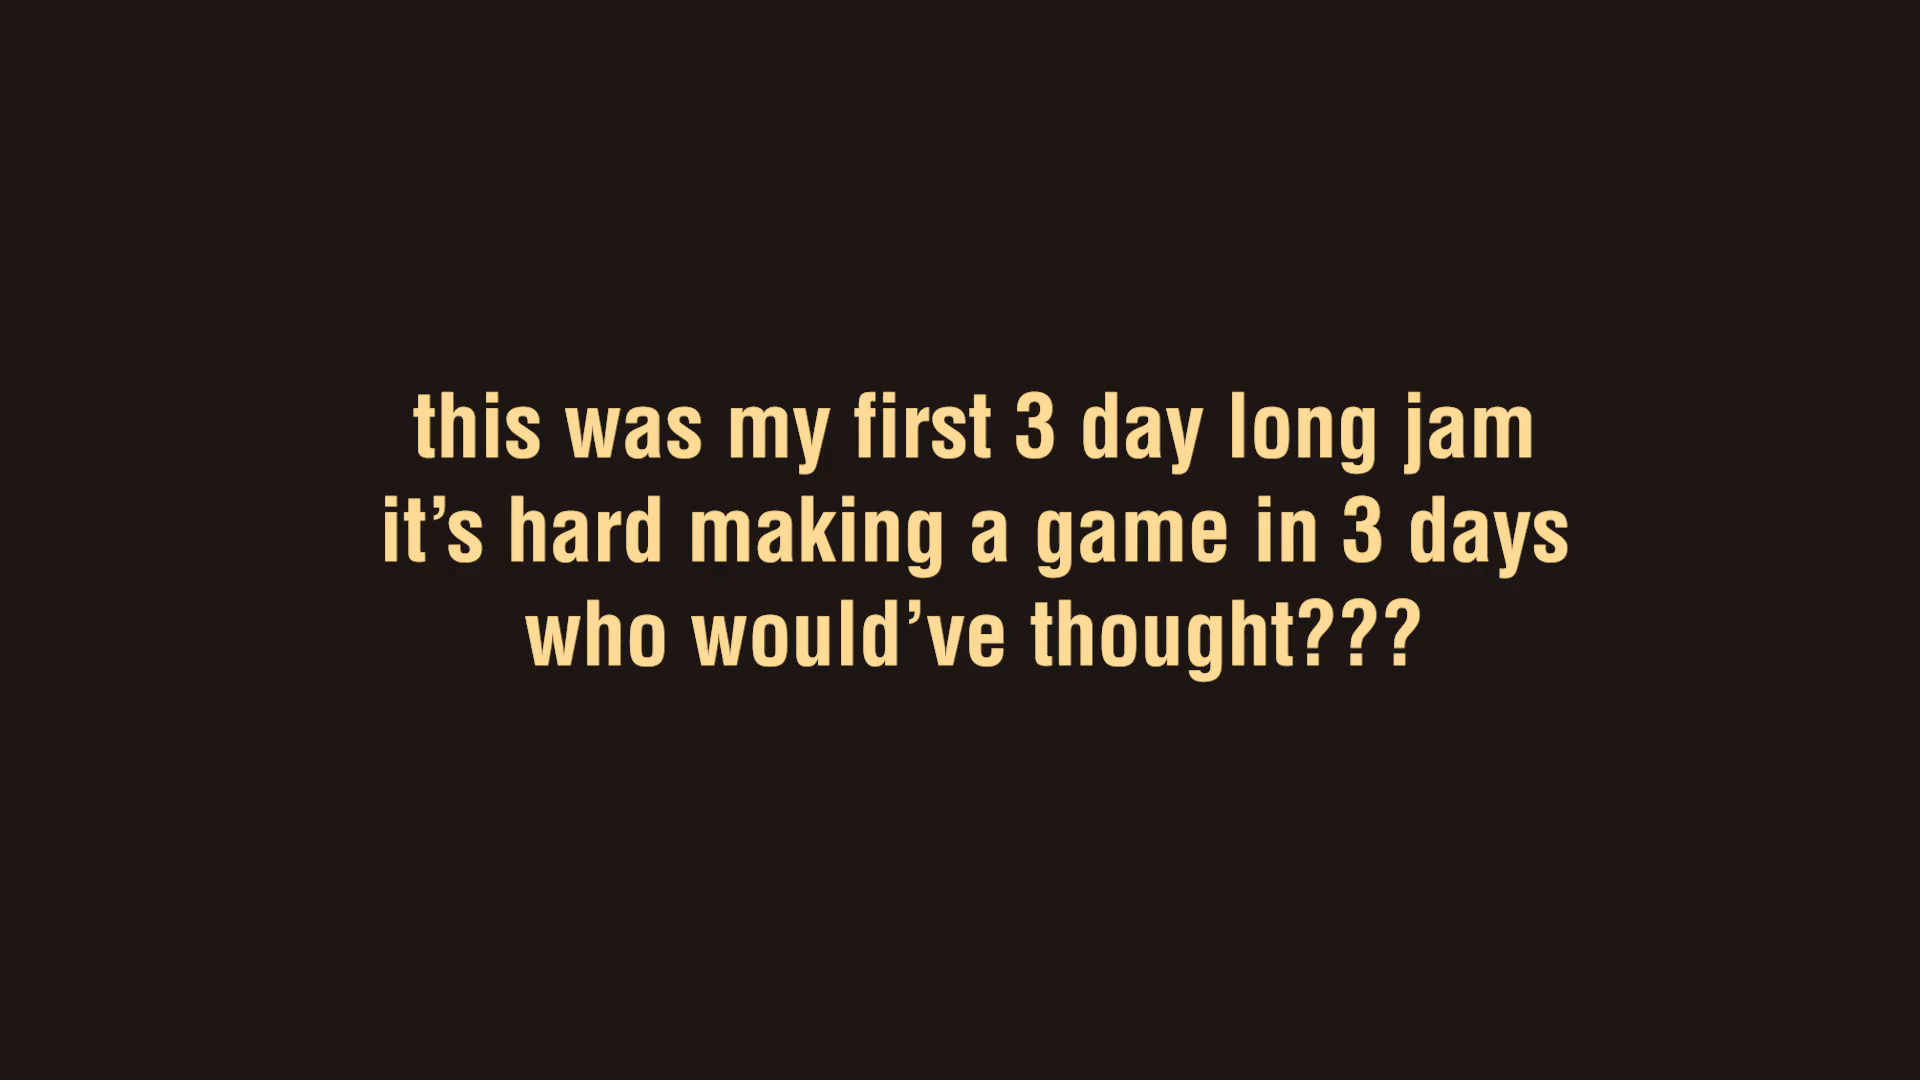 this was my first 3 day long jam
it’s hard making a game in 3 days
who would’ve thought???